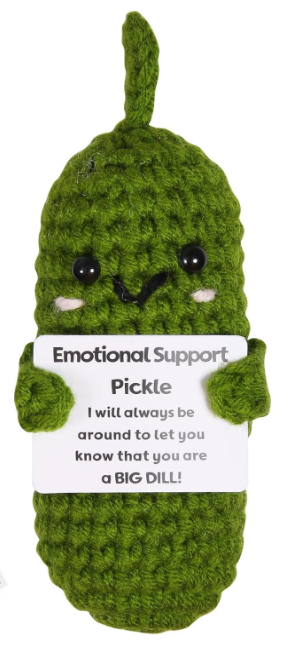 Emotional Support
Pickle
I will always be
around to let you
know that you are
a BIG DILL!